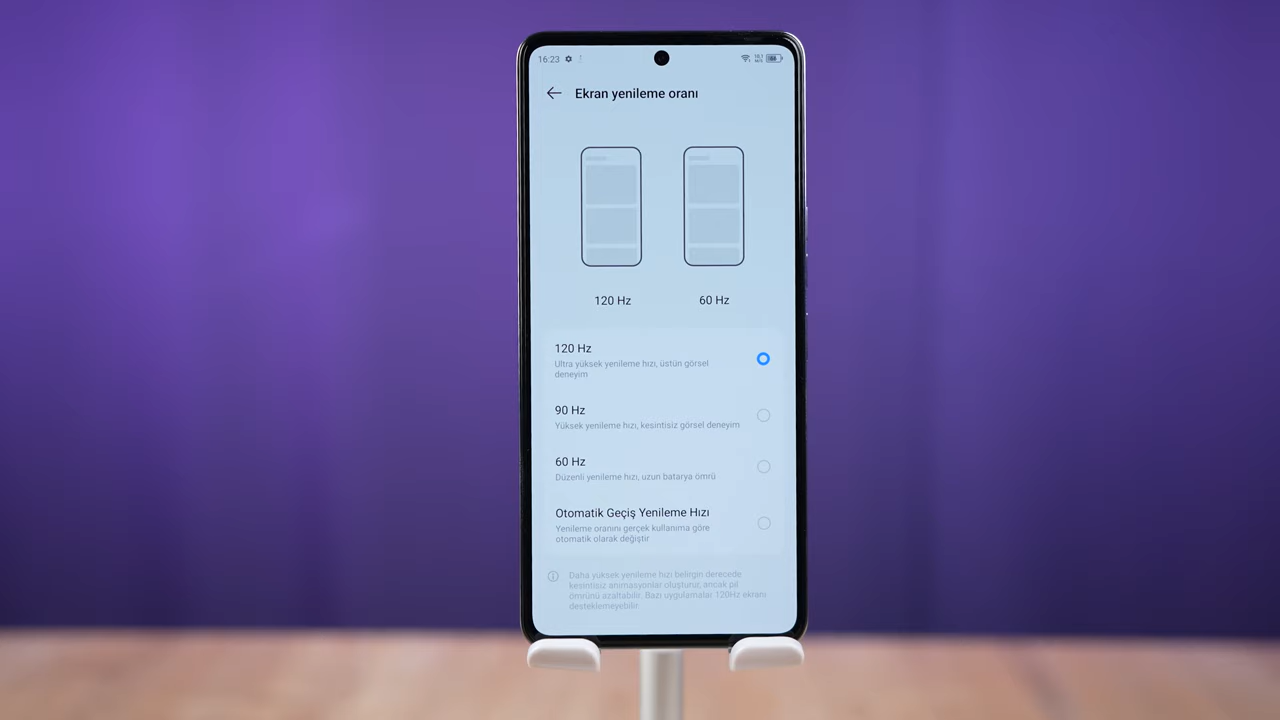 16:23
Ekran yenileme oranı
120 Hz
60 Hz
120 Hz
Ultra yüksek yenileme hızı, üstün görsel
deneyim
90 Hz
Yüksek yenileme hızı, kesintisiz görsel deneyim
60 Hz
Düzenli yenileme hızı, uzun batarya ömrü
Otomatik Geçiş Yenileme Hızı
Yenileme oranını gerçek kullanıma göre
otomatik olarak değiştir
Daha yüksek yenileme hızı belirgin derecede
kesintisiz animasyonlar oluşturur, ancak pil
ömrünü azaltabilir. Bazı uygulamalar 120Hz ekranı
desteklemeyebilir.